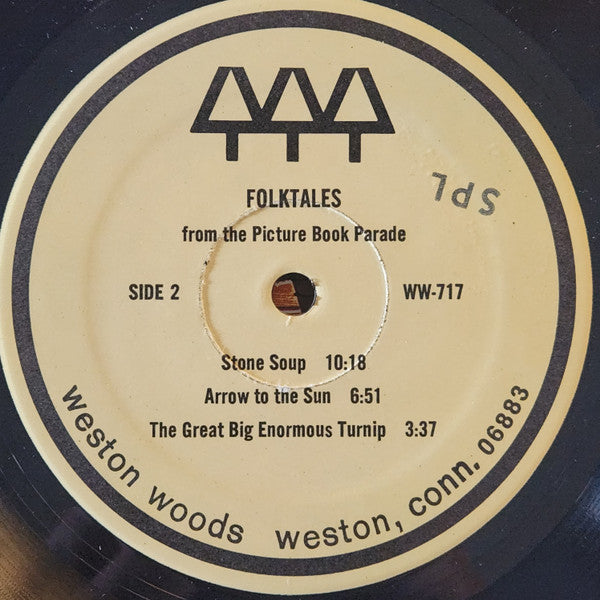 FOLKTALES
SPL
from the Picture Book Parade
SIDE 2 WW-717
Stone Soup 10:18
Arrow to the Sun 6:51
The Great Big Enormous Turnip 3:37
weston woods weston, conn. 06883